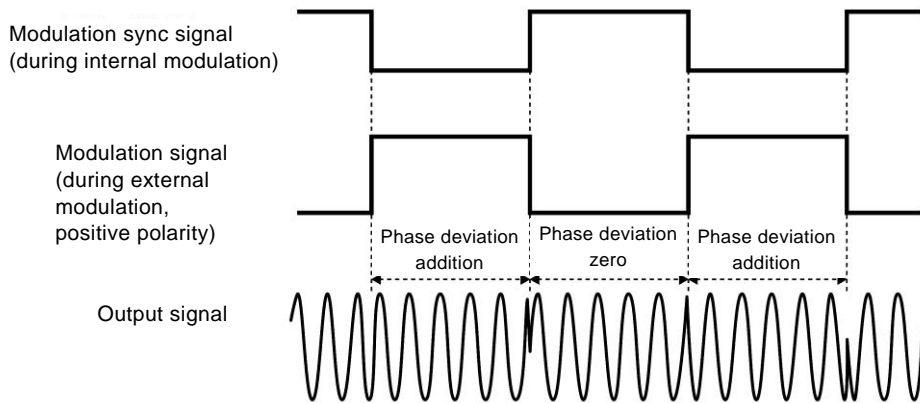 Modulation sync signal
(during internal modulation)
Modulation signal
(during external
modulation,
positive polarity)
Phase deviation
addition
Phase deviation
zero
Phase deviation
addition
Output signal